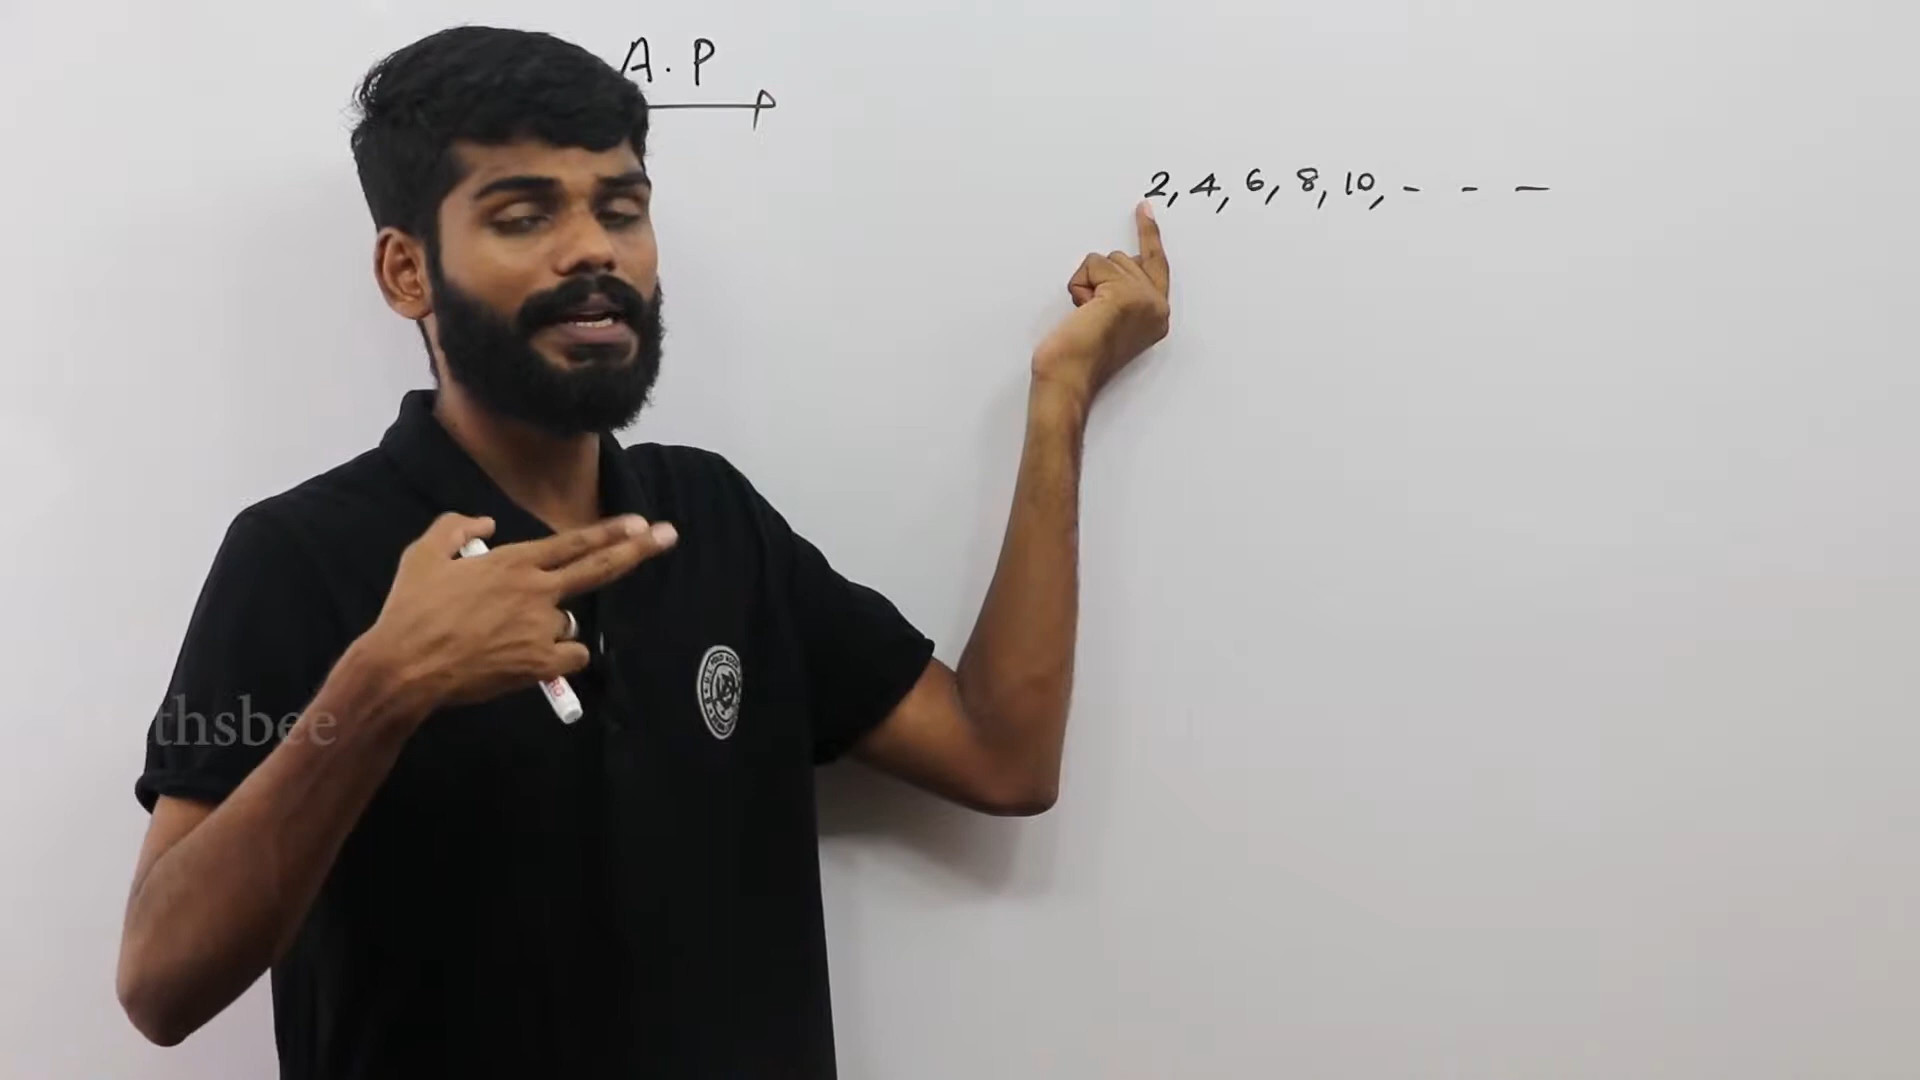 A.P
2, 4, 6, 8, 10, - - -
thsbee